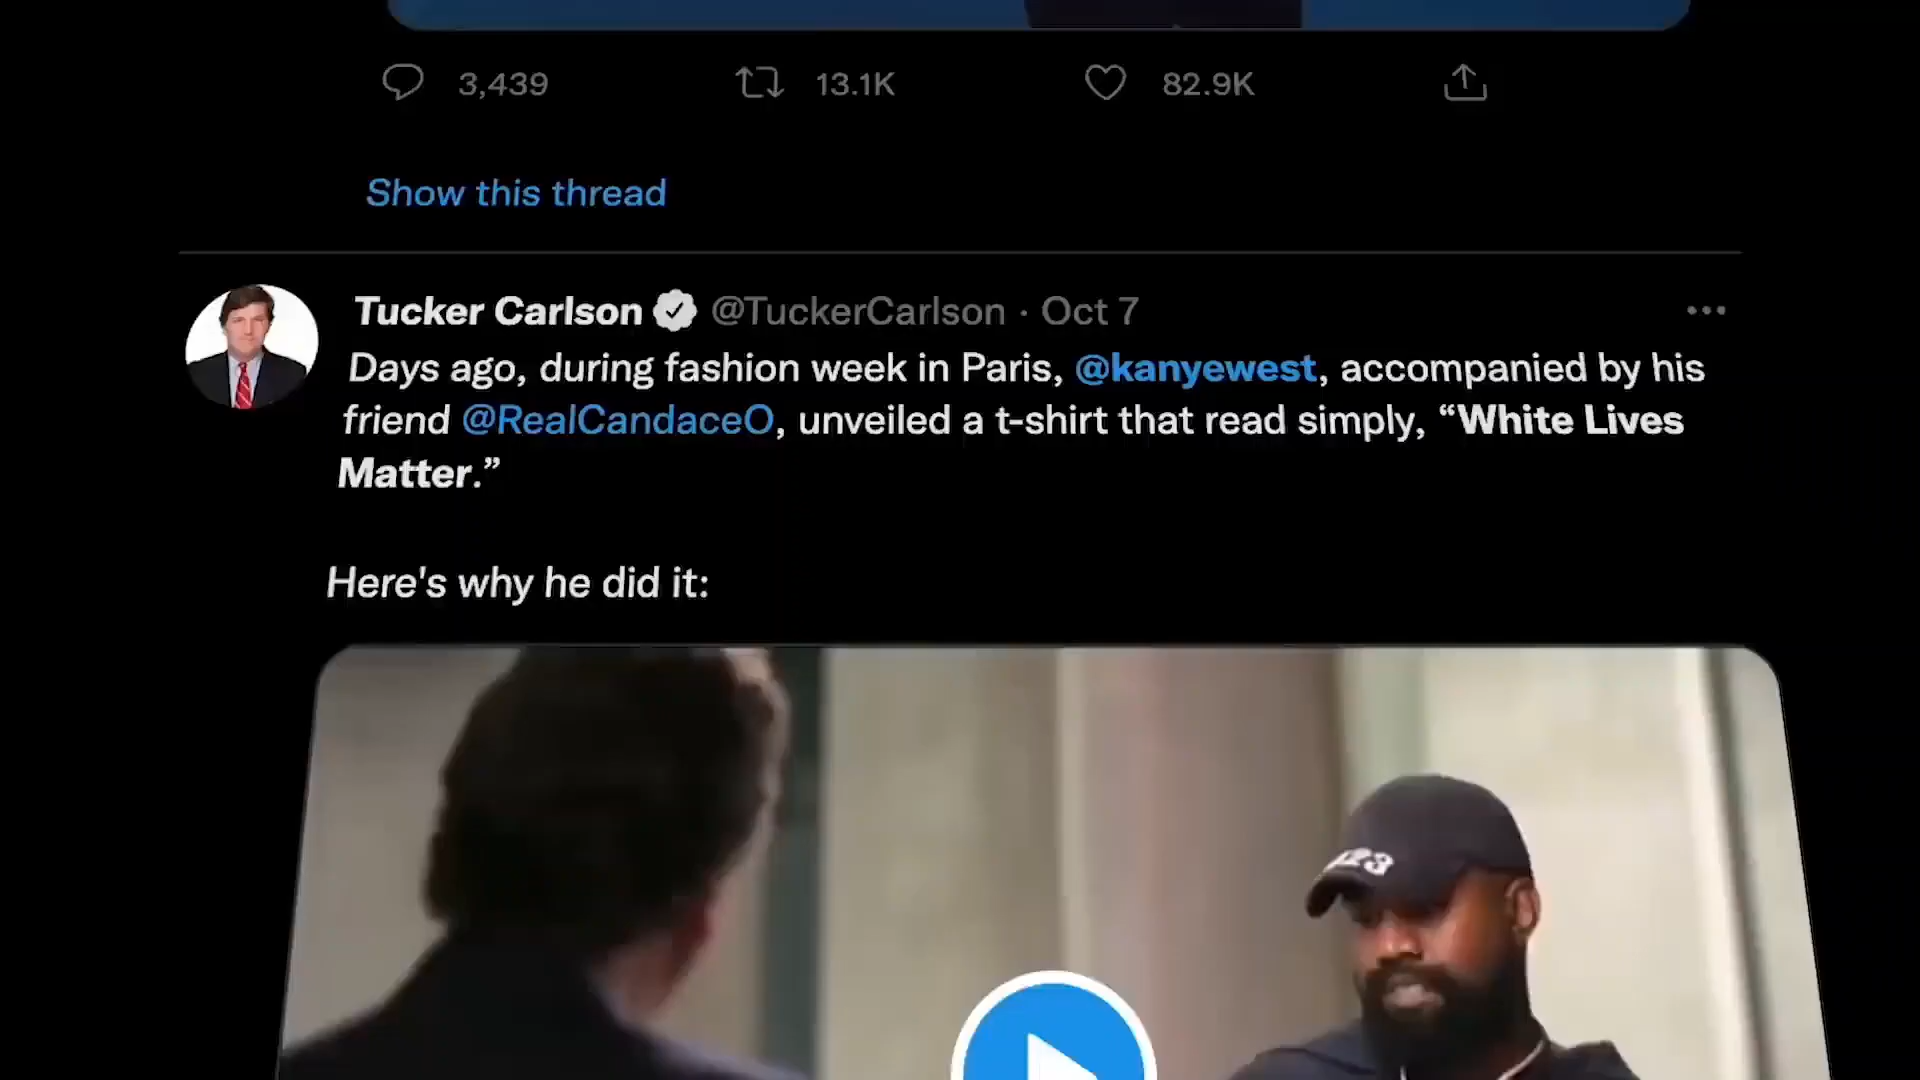 3,439 13.1K 82.9K
Show this thread
Tucker Carlson @TuckerCarlson · Oct 7
Days ago, during fashion week in Paris, @kanyewest, accompanied by his
friend @RealCandaceO, unveiled a t-shirt that read simply, “White Lives
Matter.”
Here's why he did it: